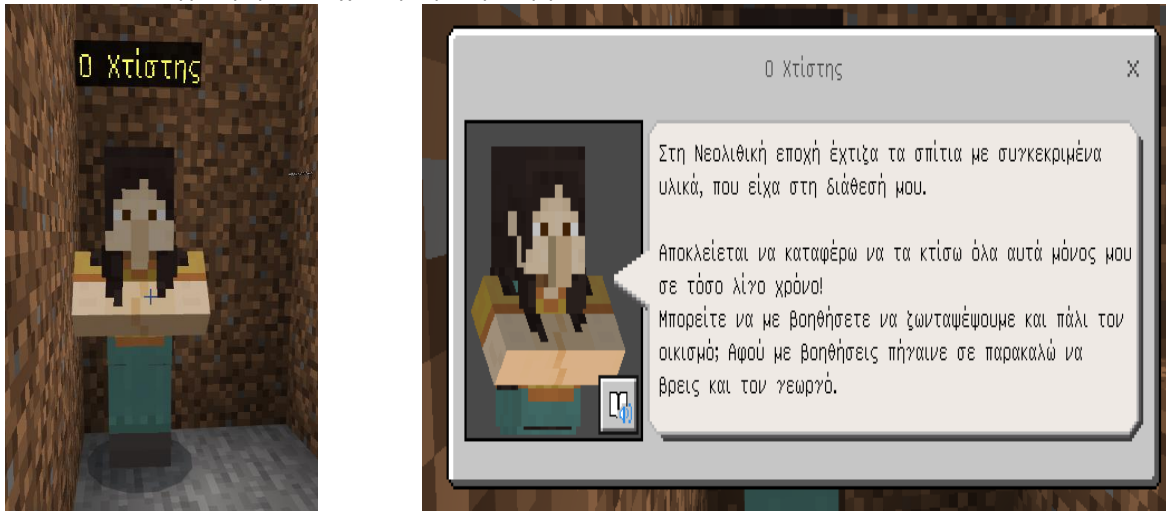 Ο Χτίστης
Ο Χτίστης
X
Στη Νεολιθική εποχή έχτιζα τα σπίτια με συγκεκριμένα
υλικά, που είχα στη διάθεσή μου.
Αποκλείεται να καταφέρω να τα κτίσω όλα αυτά μόνος μου
σε τόσο λίγο χρόνο!
Μπορείτε να με βοηθήσετε να ζωνταψέψουμε και πάλι τον
οικισμό; Αφού με βοηθήσεις πήγαινε σε παρακαλώ να
βρεις και τον γεωργό.